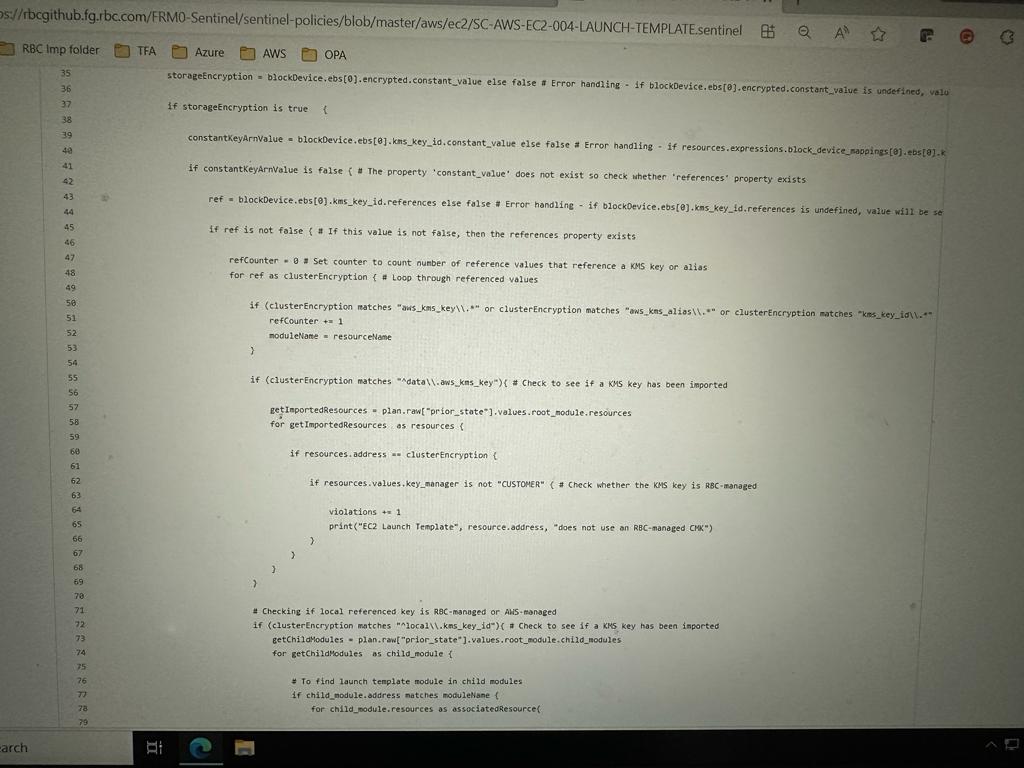 ps://rbcgithub.fg.rbc.com/FRM0-Sentinel/sentinel-policies/blob/master/aws/ec2/SC-AWS-EC2-004-LAUNCH-TEMPLATE.sentinel
RBC Imp folder TFA Azure AWS OPA
35 storageEncryption = blockDevice.ebs[0].encrypted.constant_value else false # Error handling - if blockDevice.ebs[0].encrypted.constant_value is undefined, valu
36
37 if storageEncryption is true {
38
39 constantKeyArnValue = blockDevice.ebs[0].kms_key_id.constant_value else false # Error handling - if resources.expressions.block_device_mappings[0].ebs[0].k
40
41 if constantKeyArnValue is false { # The property 'constant_value' does not exist so check whether 'references' property exists
42
43 ref = blockDevice.ebs[0].kms_key_id.references else false # Error handling - if blockDevice.ebs[0].kms_key_id.references is undefined, value will be se
44
45 if ref is not false { # If this value is not false, then the references property exists
46
47 refCounter = 0 # Set counter to count number of reference values that reference a KMS key or alias
48 for ref as clusterEncryption { # Loop through referenced values
49
50 if (clusterEncryption matches "aws_kms_key\\.*" or clusterEncryption matches "aws_kms_alias\\.*" or clusterEncryption matches "kms_key_id\\.*"
51 refCounter += 1
52 moduleName = resourceName
53 }
54
55 if (clusterEncryption matches "^data\\.aws_kms_key"){ # Check to see if a KMS key has been imported
56
57 getImportedResources = plan.raw["prior_state"].values.root_module.resources
58 for getImportedResources as resources {
59
60 if resources.address == clusterEncryption {
61
62 if resources.values.key_manager is not "CUSTOMER" { # Check whether the KMS key is RBC-managed
63
64 violations += 1
65 print("EC2 Launch Template", resource.address, "does not use an RBC-managed CMK")
66 }
67 }
68 }
69 }
70
71 # Checking if local referenced key is RBC-managed or AWS-managed
72 if (clusterEncryption matches "^local\\.kms_key_id"){ # Check to see if a KMS key has been imported
73 getChildModules = plan.raw["prior_state"].values.root_module.child_modules
74 for getChildModules as child_module {
75
76 # To find launch template module in child modules
77 if child_module.address matches moduleName {
78 for child_module.resources as associatedResource{
79
earch